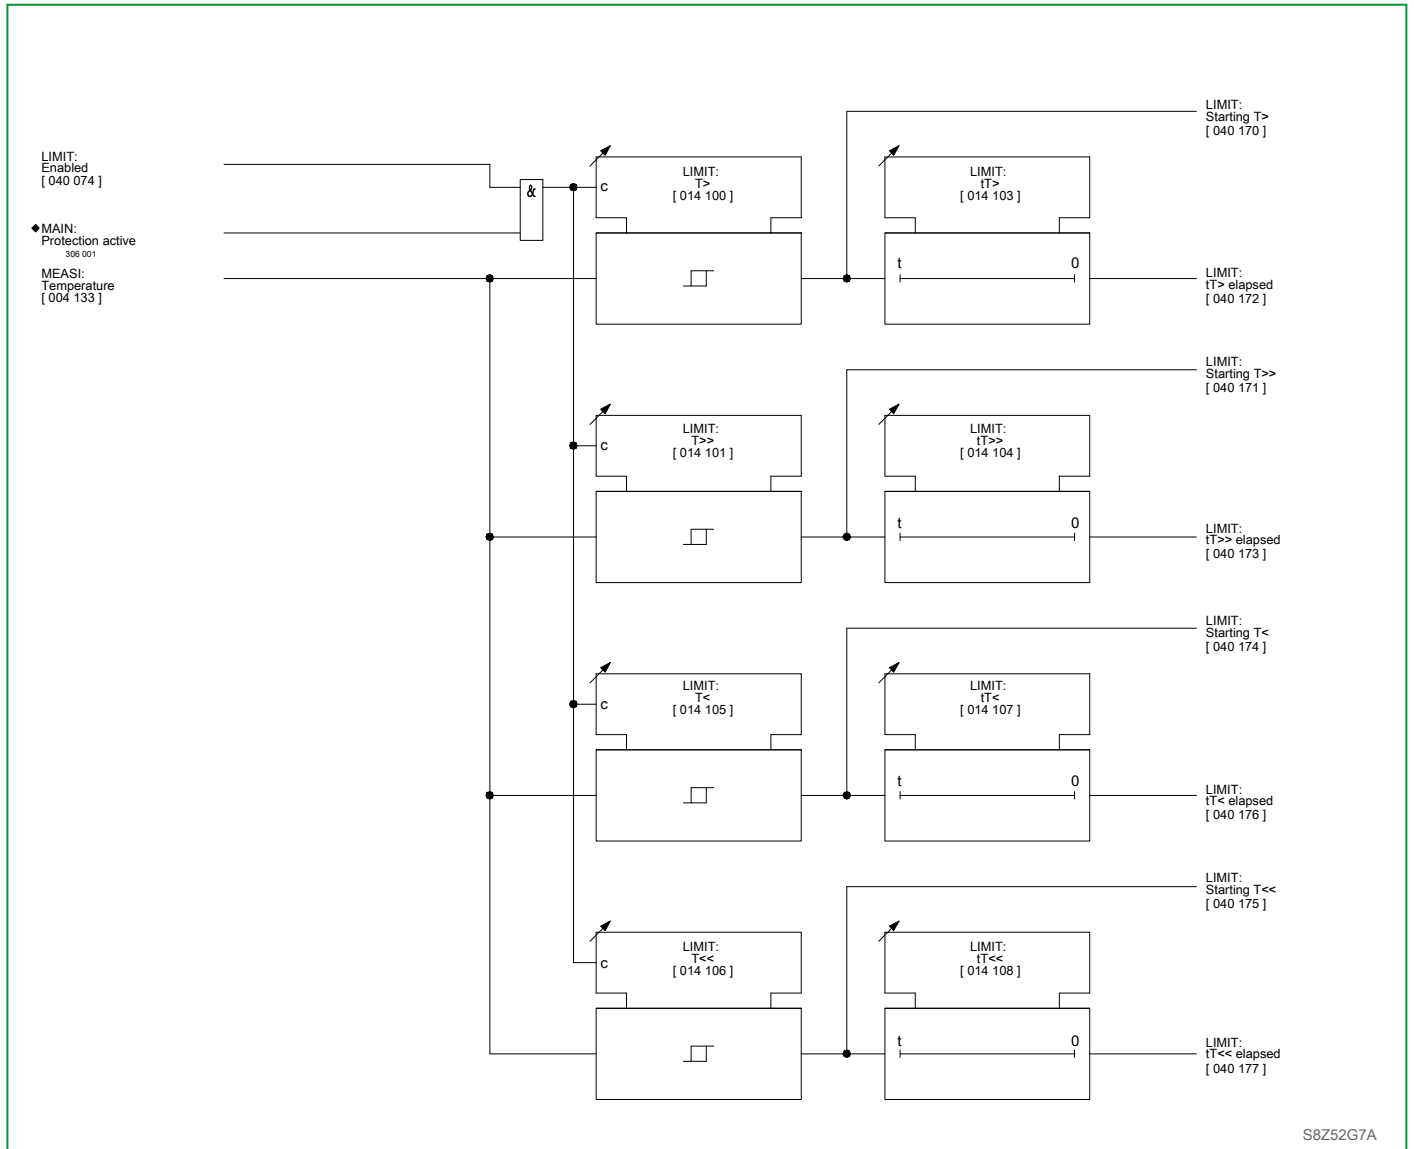 LIMIT:
Enabled
[ 040 074 ]
◆MAIN:
Protection active
306 001
MEASI:
Temperature
[ 004 133 ]
&
c
LIMIT:
T>
[ 014 100 ]
LIMIT:
tT>
[ 014 103 ]
t
0
LIMIT:
Starting T>
[ 040 170 ]
LIMIT:
tT> elapsed
[ 040 172 ]
c
LIMIT:
T>>
[ 014 101 ]
LIMIT:
tT>>
[ 014 104 ]
t
0
LIMIT:
Starting T>>
[ 040 171 ]
LIMIT:
tT>> elapsed
[ 040 173 ]
c
LIMIT:
T<
[ 014 105 ]
LIMIT:
tT<
[ 014 107 ]
t
0
LIMIT:
Starting T<
[ 040 174 ]
LIMIT:
tT< elapsed
[ 040 176 ]
c
LIMIT:
T<<
[ 014 106 ]
LIMIT:
tT<<
[ 014 108 ]
t
0
LIMIT:
Starting T<<
[ 040 175 ]
LIMIT:
tT<< elapsed
[ 040 177 ]
S8Z52G7A